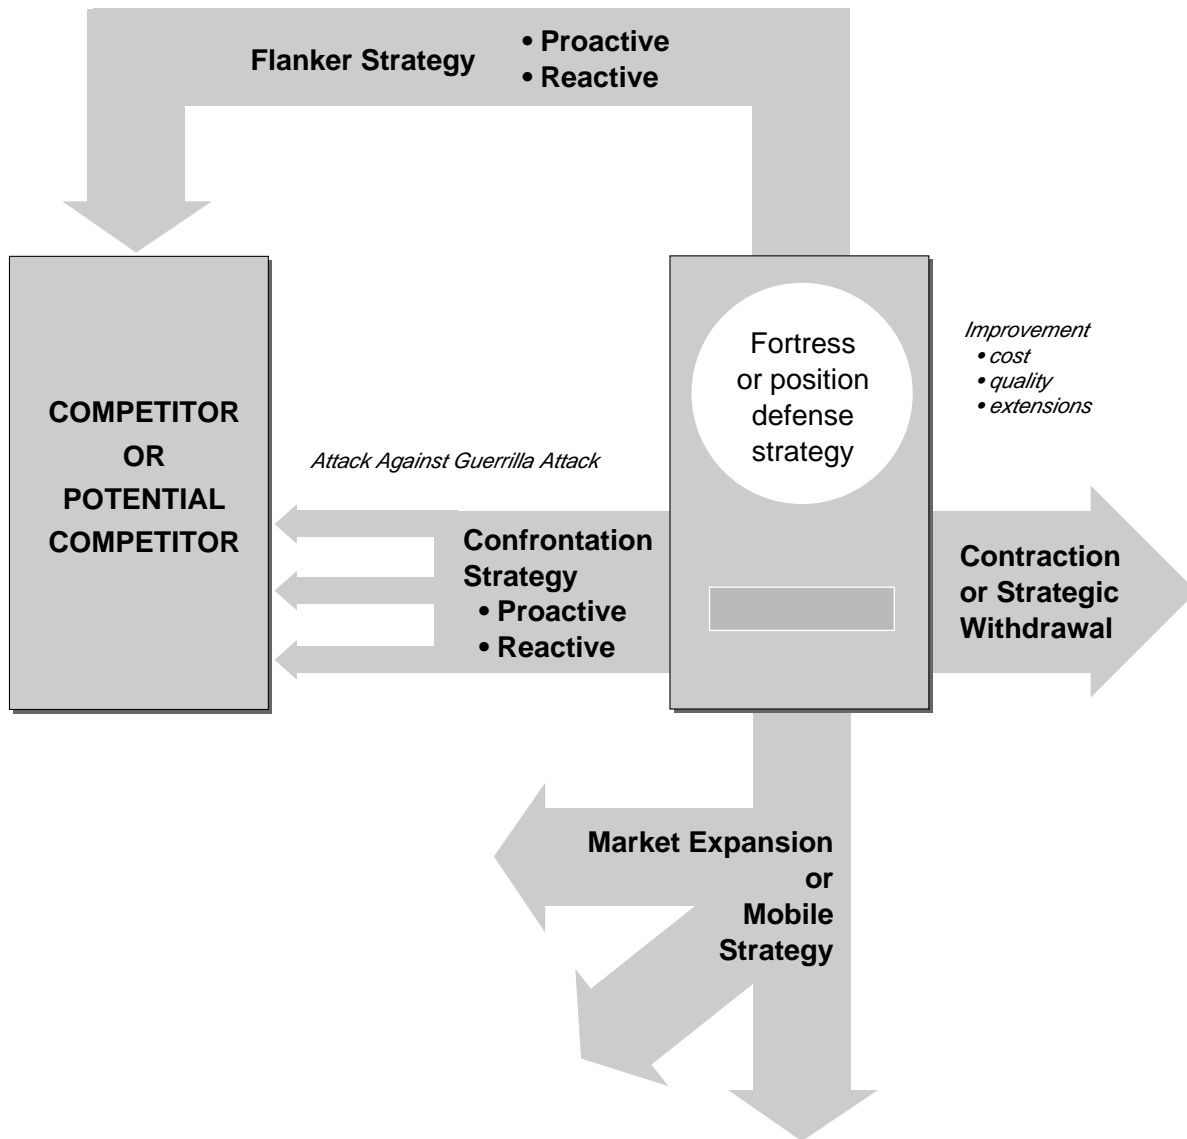 Flanker Strategy
• Proactive
• Reactive
COMPETITOR
OR
POTENTIAL
COMPETITOR
Attack Against Guerrilla Attack
Confrontation
Strategy
• Proactive
• Reactive
Fortress
or position
defense
strategy
Improvement
• cost
• quality
• extensions
Contraction
or Strategic
Withdrawal
Market Expansion
or
Mobile
Strategy